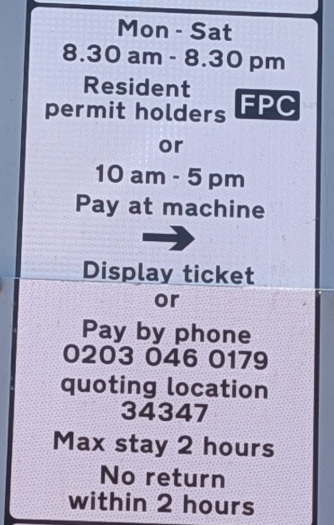 Mon - Sat
8.30 am - 8.30 pm
Resident
permit holders FPC
or
10 am - 5 pm
Pay at machine
→
Display ticket
or
Pay by phone
0203 046 0179
quoting location
34347
Max stay 2 hours
No return
within 2 hours